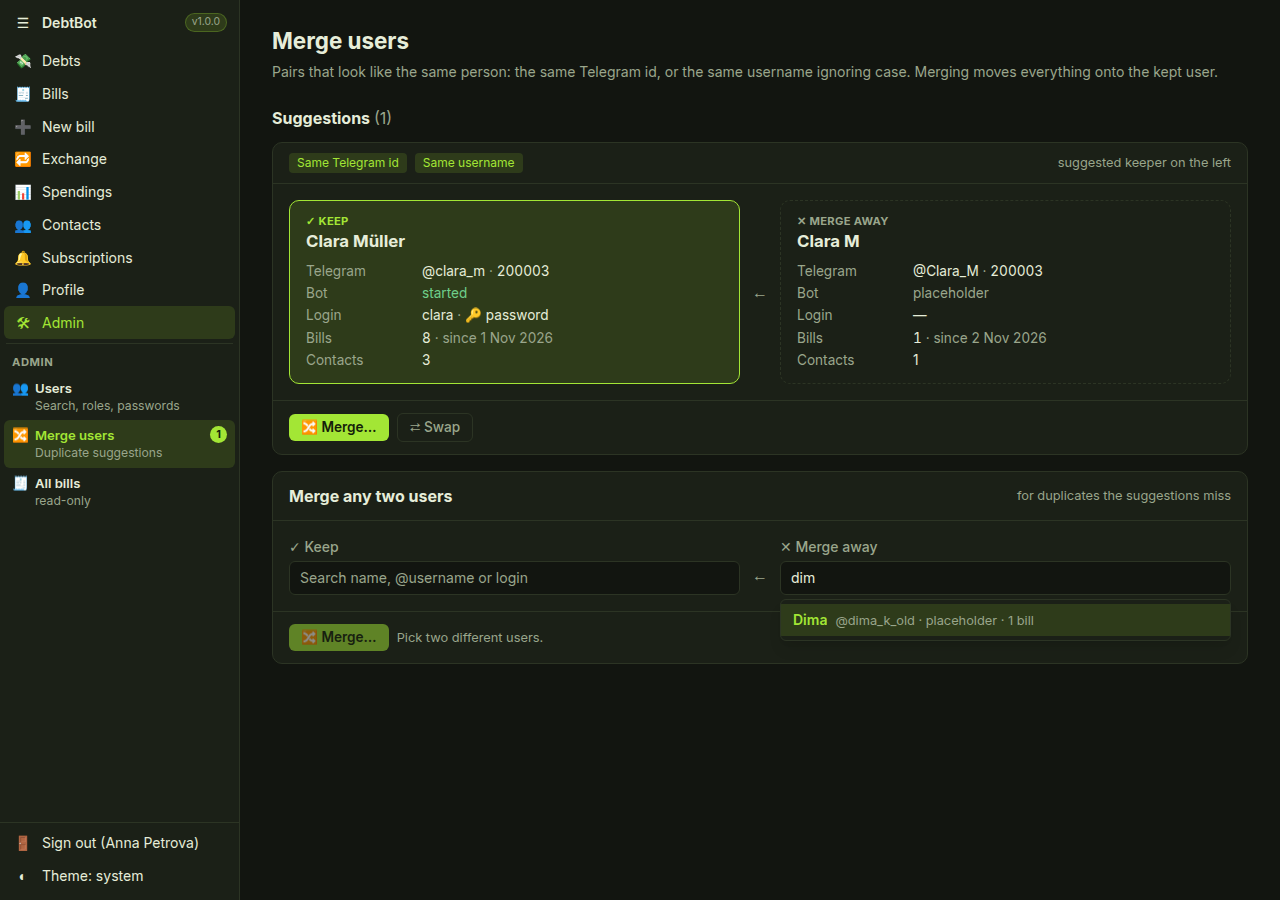 ☰ DebtBot v1.0.0
💸 Debts
🧾 Bills
➕ New bill
🔁 Exchange
📊 Spendings
👥 Contacts
🔔 Subscriptions
👤 Profile
🛠 Admin
ADMIN
👥 Users
Search, roles, passwords
🔀 Merge users 1
Duplicate suggestions
🧾 All bills
read-only
🚪 Sign out (Anna Petrova)
Theme: system
Merge users
Pairs that look like the same person: the same Telegram id, or the same username ignoring case. Merging moves everything onto the kept user.
Suggestions (1)
Same Telegram id Same username suggested keeper on the left
✓ KEEP
Clara Müller
Telegram @clara_m · 200003
Bot started
Login clara · 🔑 password
Bills 8 · since 1 Nov 2026
Contacts 3
←
✕ MERGE AWAY
Clara M
Telegram @Clara_M · 200003
Bot placeholder
Login —
Bills 1 · since 2 Nov 2026
Contacts 1
🔀 Merge... ⇄ Swap
Merge any two users for duplicates the suggestions miss
✓ Keep
Search name, @username or login
←
✕ Merge away
dim
Dima @dima_k_old · placeholder · 1 bill
🔀 Merge... Pick two different users.